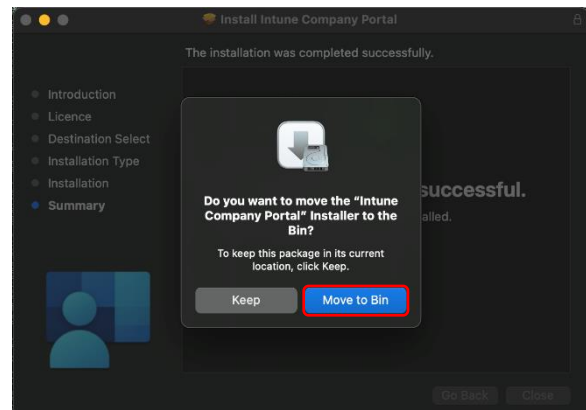 Install Intune Company Portal
The installation was completed successfully.
Introduction
Licence
Destination Select
Installation Type
Installation
Summary
successful.
alled.
Do you want to move the “Intune
Company Portal” Installer to the
Bin?
To keep this package in its current
location, click Keep.
Keep
Move to Bin
Go Back
Close